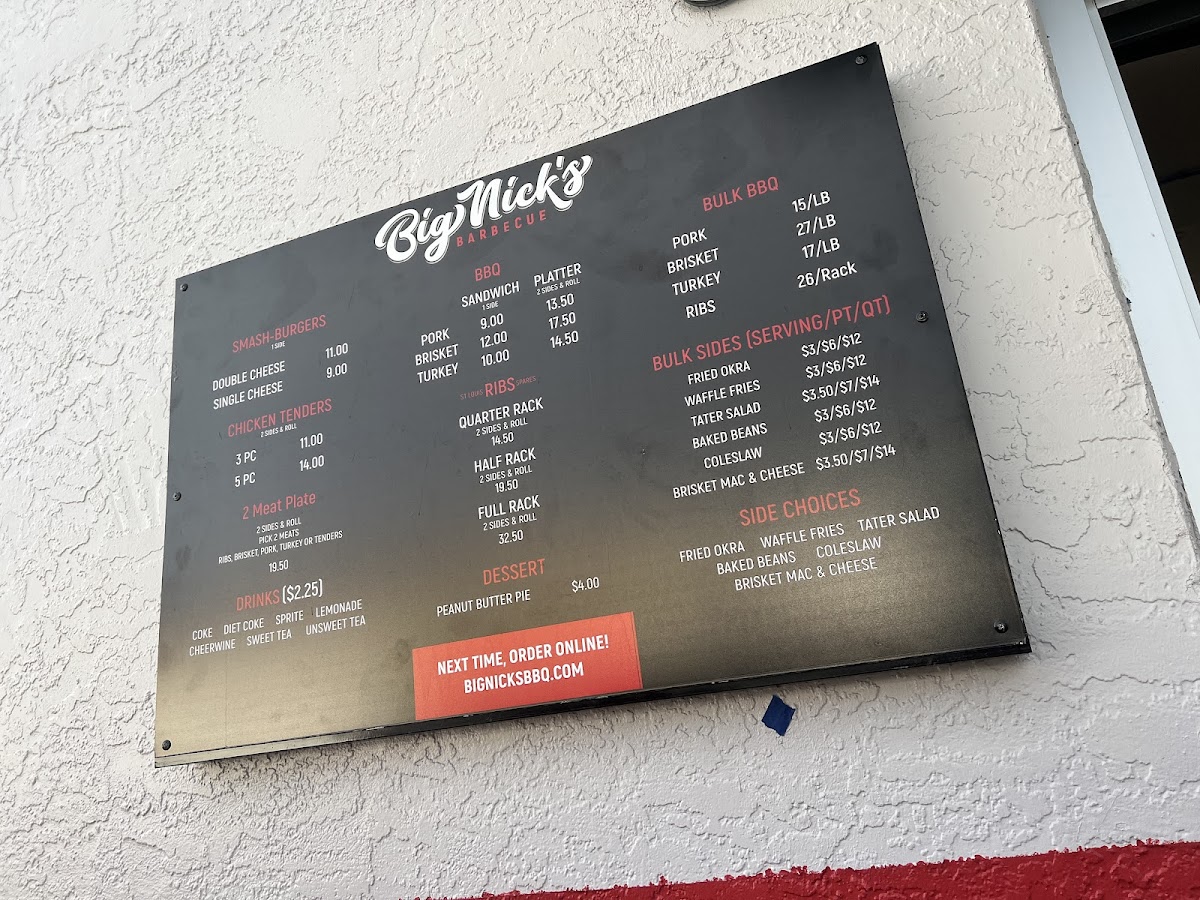 Big Nick's
BARBECUE
SMASH-BURGERS
1 SIDE
DOUBLE CHEESE 11.00
SINGLE CHEESE 9.00
CHICKEN TENDERS
2 SIDES & ROLL
3 PC 11.00
5 PC 14.00
2 Meat Plate
2 SIDES & ROLL
PICK 2 MEATS
RIBS, BRISKET, PORK, TURKEY OR TENDERS
19.50
DRINKS ($2.25)
COKE DIET COKE SPRITE LEMONADE
CHEERWINE SWEET TEA UNSWEET TEA
BBQ
SANDWICH PLATTER
1 SIDE 2 SIDES & ROLL
PORK 9.00 13.50
BRISKET 12.00 17.50
TURKEY 10.00 14.50
ST LOUIS RIBS SPARES
QUARTER RACK
2 SIDES & ROLL
14.50
HALF RACK
2 SIDES & ROLL
19.50
FULL RACK
2 SIDES & ROLL
32.50
DESSERT
PEANUT BUTTER PIE $4.00
NEXT TIME, ORDER ONLINE!
BIGNICKSBBQ.COM
BULK BBQ
PORK 15/LB
BRISKET 27/LB
TURKEY 17/LB
RIBS 26/Rack
BULK SIDES (SERVING/PT/QT)
FRIED OKRA $3/$6/$12
WAFFLE FRIES $3/$6/$12
TATER SALAD $3.50/$7/$14
BAKED BEANS $3/$6/$12
COLESLAW $3/$6/$12
BRISKET MAC & CHEESE $3.50/$7/$14
SIDE CHOICES
FRIED OKRA WAFFLE FRIES TATER SALAD
BAKED BEANS COLESLAW
BRISKET MAC & CHEESE